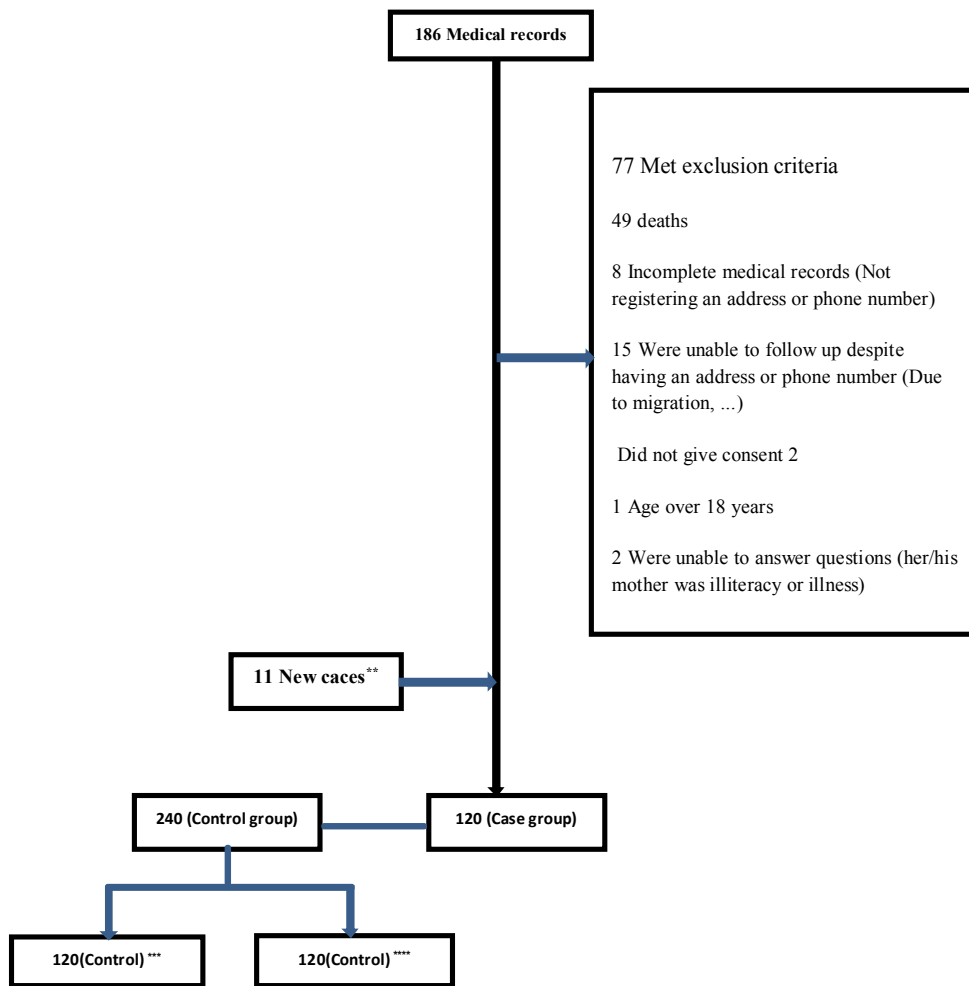 186 Medical records
77 Met exclusion criteria
49 deaths
8 Incomplete medical records (Not
registering an address or phone number)
15 Were unable to follow up despite
having an address or phone number (Due
to migration, ...)
Did not give consent 2
1 Age over 18 years
2 Were unable to answer questions (her/his
mother was illiteracy or illness)
11 New caces**
240 (Control group)
120 (Case group)
120(Control) ***
120(Control) ****